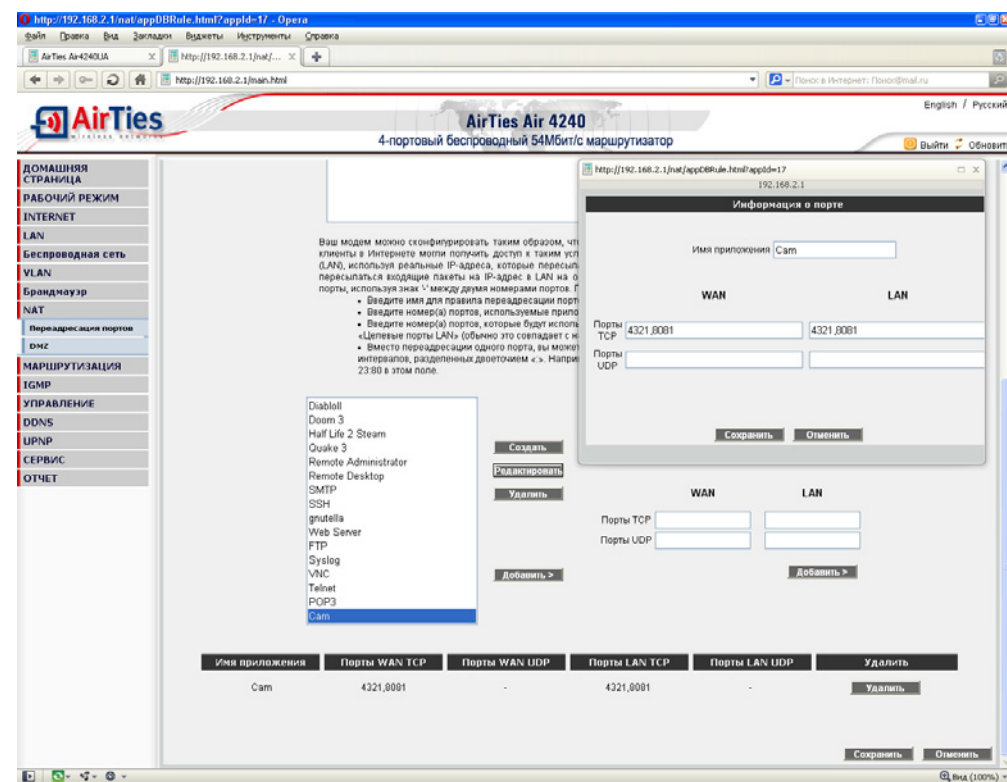 http://192.168.2.1/nat/appDBRule.html?appId=17 - Opera
Файл Правка Вид Закладки Виджеты Инструменты Справка
AirTies Air4240UA
http://192.168.2.1/nat/...
http://192.168.2.1/main.html
Поиск в Интернет: Поиск@mail.ru
AirTies
wireless networks
AirTies Air 4240
4-портовый беспроводный 54Мбит/с маршрутизатор
English / Русский
Выйти
Обновить
ДОМАШНЯЯ СТРАНИЦА
РАБОЧИЙ РЕЖИМ
INTERNET
LAN
Беспроводная сеть
VLAN
Брандмауэр
NAT
Переадресация портов
DMZ
МАРШРУТИЗАЦИЯ
IGMP
УПРАВЛЕНИЕ
DDNS
UPNP
СЕРВИС
ОТЧЕТ
Ваш модем можно сконфигурировать таким образом, чт
клиенты в Интернете могли получить доступ к таким усл
(LAN), используя реальные IP-адреса, которые пересыл
пересылаться входящие пакеты на IP-адрес в LAN на о
порты, используя знак '-' между двумя номерами портов. П
• Введите имя для правила переадресации порт
• Введите номер(а) портов, используемые прило
• Введите номер(а) портов, которые будут исполь
«Целевые порты LAN» (обычно это совпадает с н
• Вместо переадресации одного порта, вы может
интервалов, разделенных двоеточием «:». Напри
23:80 в этом поле.
http://192.168.2.1/nat/appDBRule.html?appId=17
192.168.2.1
Информация о порте
Имя приложения Cam
WAN LAN
Порты TCP 4321,8081 4321,8081
Порты UDP
Сохранить Отменить
Diabloll
Doom 3
Half Life 2 Steam
Quake 3
Remote Administrator
Remote Desktop
SMTP
SSH
gnutella
Web Server
FTP
Syslog
VNC
Telnet
POP3
Cam
Создать
Редактировать
Удалить
Добавить >
WAN LAN
Порты TCP
Порты UDP
Добавить >
Имя приложения Порты WAN TCP Порты WAN UDP Порты LAN TCP Порты LAN UDP Удалить
Cam 4321,8081 - 4321,8081 - Удалить
Сохранить Отменить
Вид (100%)